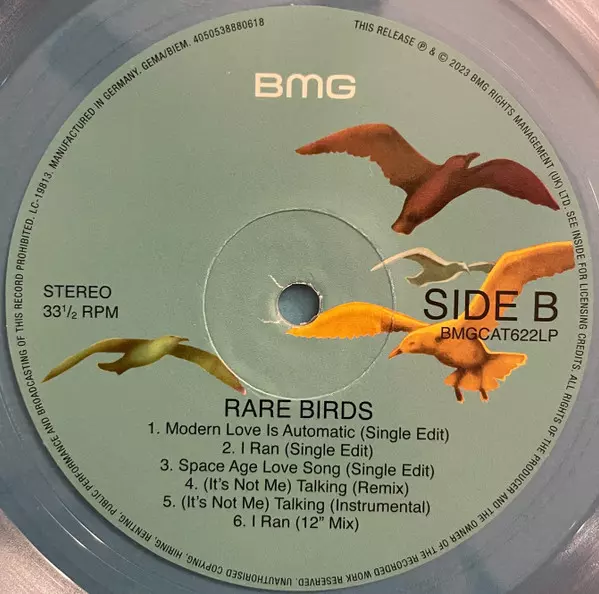 THIS RELEASE ℗ & © 2023 BMG RIGHTS MANAGEMENT (UK) LTD. SEE INSIDE FOR LICENSING CREDITS. ALL RIGHTS OF THE PRODUCER AND THE OWNER OF THE RECORDED WORK RESERVED. UNAUTHORISED COPYING, HIRING, RENTING, PUBLIC PERFORMANCE AND BROADCASTING OF THIS RECORD PROHIBITED. LC-19813. MANUFACTURED IN GERMANY. GEMA/BIEM. 4050538880618
BMG
STEREO
33 1/2 RPM
SIDE B
BMGCAT622LP
RARE BIRDS
1. Modern Love Is Automatic (Single Edit)
2. I Ran (Single Edit)
3. Space Age Love Song (Single Edit)
4. (It's Not Me) Talking (Remix)
5. (It's Not Me) Talking (Instrumental)
6. I Ran (12" Mix)